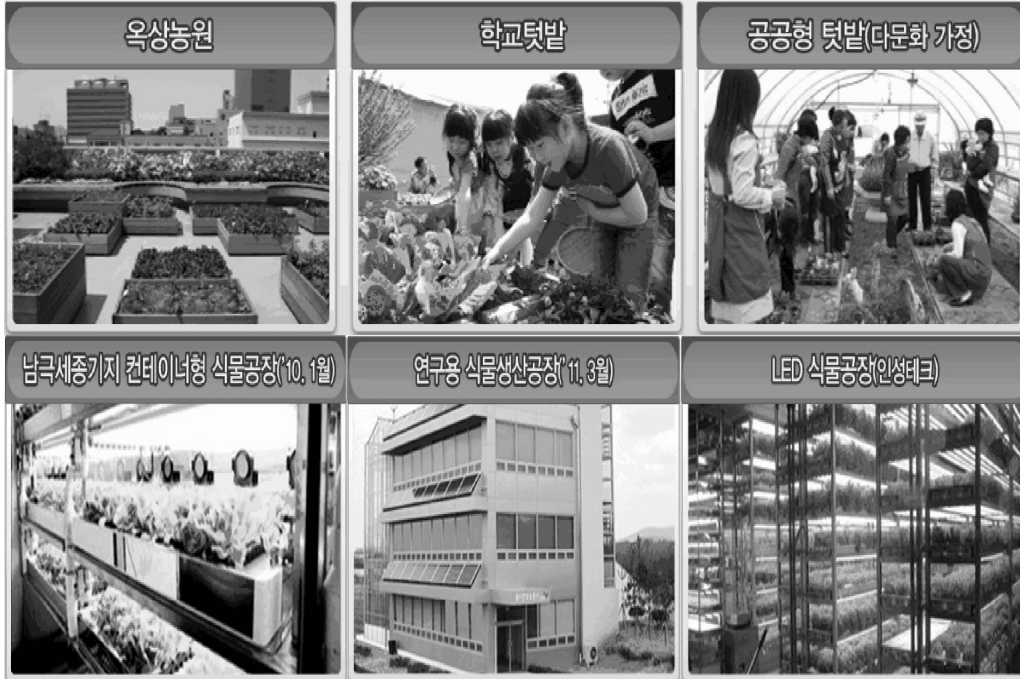 옥상농원
학교텃밭
공공형 텃밭(다문화 가정)
남극세종기지 컨테이너형 식물공장('10. 1월)
연구용 식물생산공장('11. 3월)
LED 식물공장(인성테크)